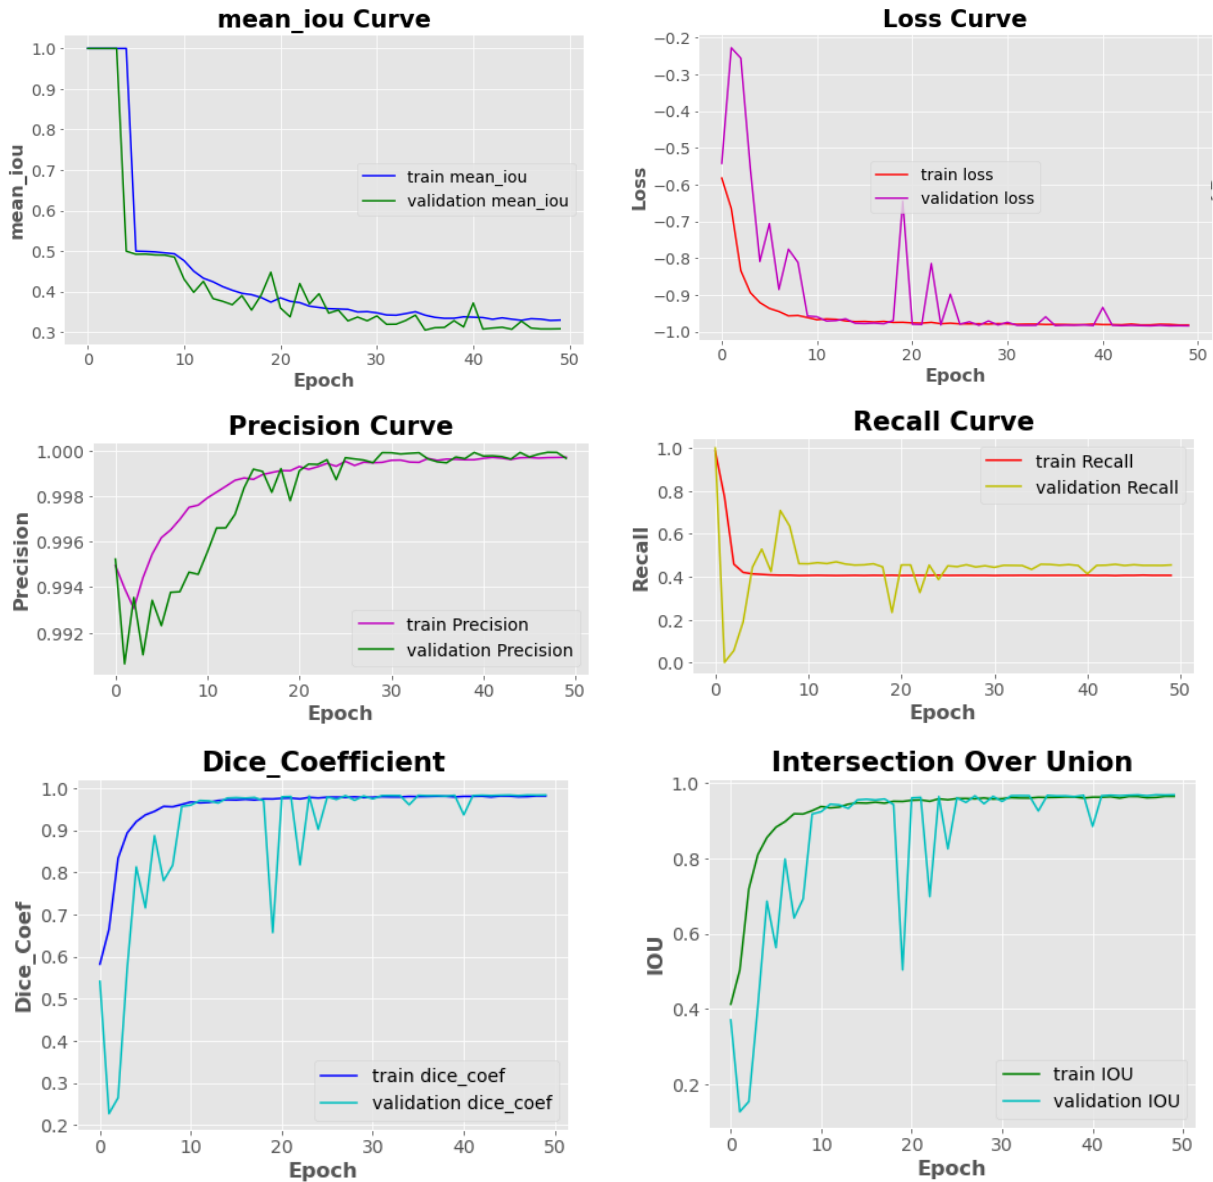 mean_iou Curve
mean_iou
1.0
0.9
0.8
0.7
0.6
0.5
0.4
0.3
train mean_iou
validation mean_iou
0 10 20 30 40 50
Epoch
Loss Curve
Loss
−0.2
−0.3
−0.4
−0.5
−0.6
−0.7
−0.8
−0.9
−1.0
train loss
validation loss
0 10 20 30 40 50
Epoch
Precision Curve
Precision
1.000
0.998
0.996
0.994
0.992
train Precision
validation Precision
0 10 20 30 40 50
Epoch
Recall Curve
Recall
1.0
0.8
0.6
0.4
0.2
0.0
train Recall
validation Recall
0 10 20 30 40 50
Epoch
Dice_Coefficient
Dice_Coef
1.0
0.9
0.8
0.7
0.6
0.5
0.4
0.3
0.2
train dice_coef
validation dice_coef
0 10 20 30 40 50
Epoch
Intersection Over Union
IOU
1.0
0.8
0.6
0.4
0.2
train IOU
validation IOU
0 10 20 30 40 50
Epoch